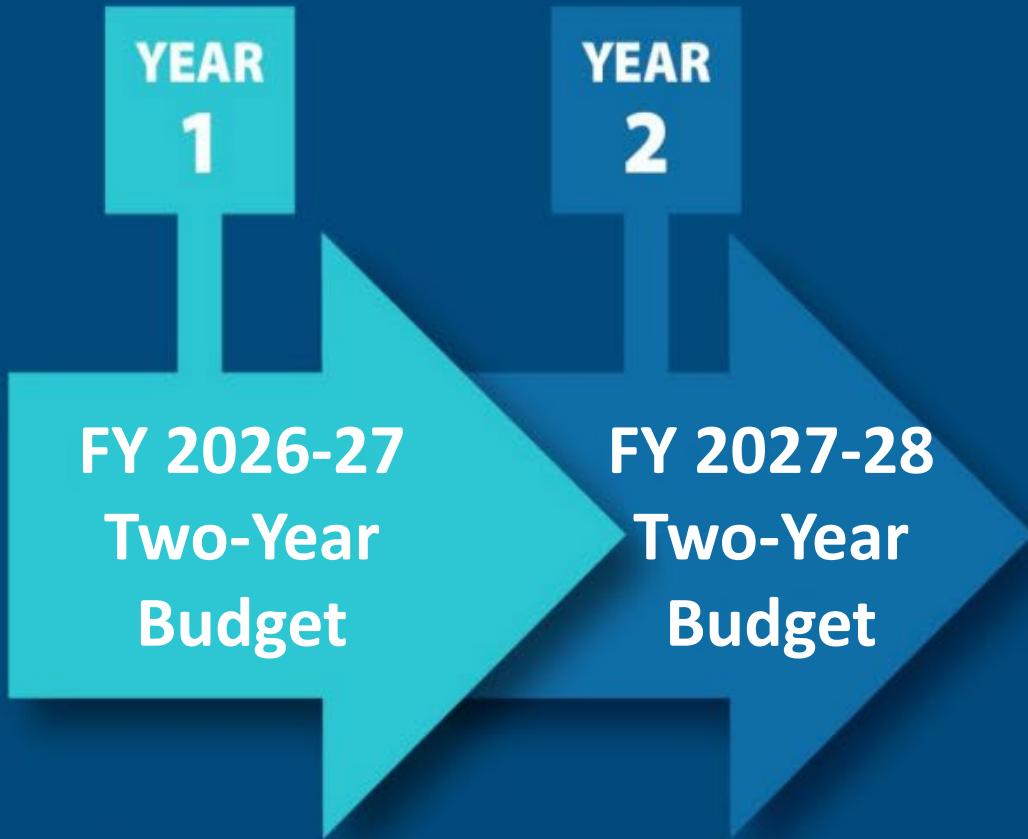 YEAR
1
FY 2026-27
Two-Year
Budget
YEAR
2
FY 2027-28
Two-Year
Budget